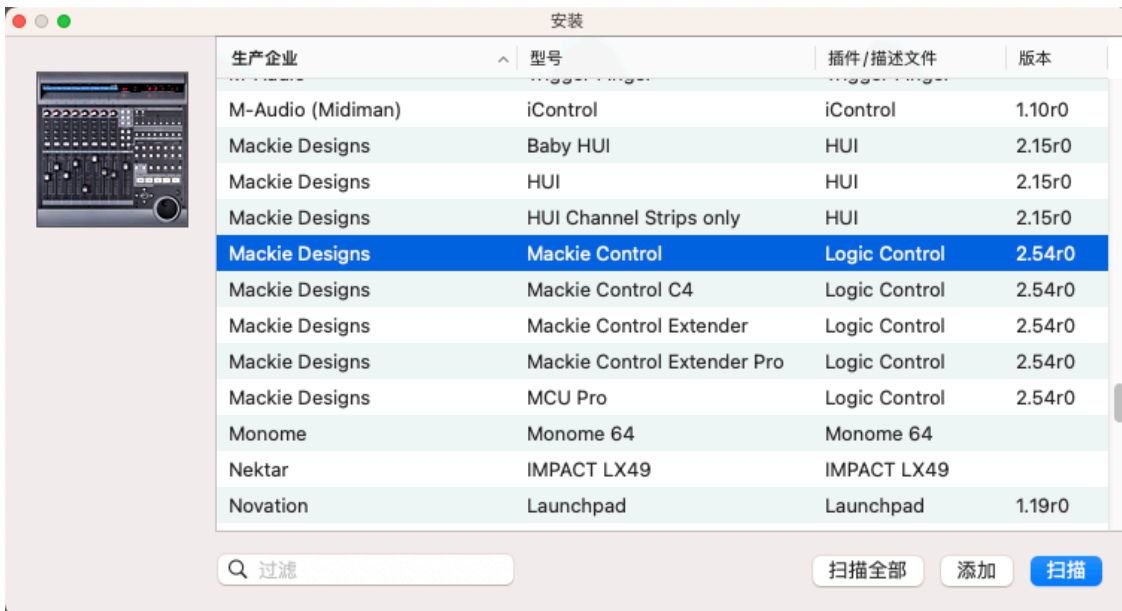 安装
生产企业 型号 插件/描述文件 版本
M-Audio (Midiman) iControl iControl 1.10r0
Mackie Designs Baby HUI HUI 2.15r0
Mackie Designs HUI HUI 2.15r0
Mackie Designs HUI Channel Strips only HUI 2.15r0
Mackie Designs Mackie Control Logic Control 2.54r0
Mackie Designs Mackie Control C4 Logic Control 2.54r0
Mackie Designs Mackie Control Extender Logic Control 2.54r0
Mackie Designs Mackie Control Extender Pro Logic Control 2.54r0
Mackie Designs MCU Pro Logic Control 2.54r0
Monome Monome 64 Monome 64
Nektar IMPACT LX49 IMPACT LX49
Novation Launchpad Launchpad 1.19r0
过滤 扫描全部 添加 扫描